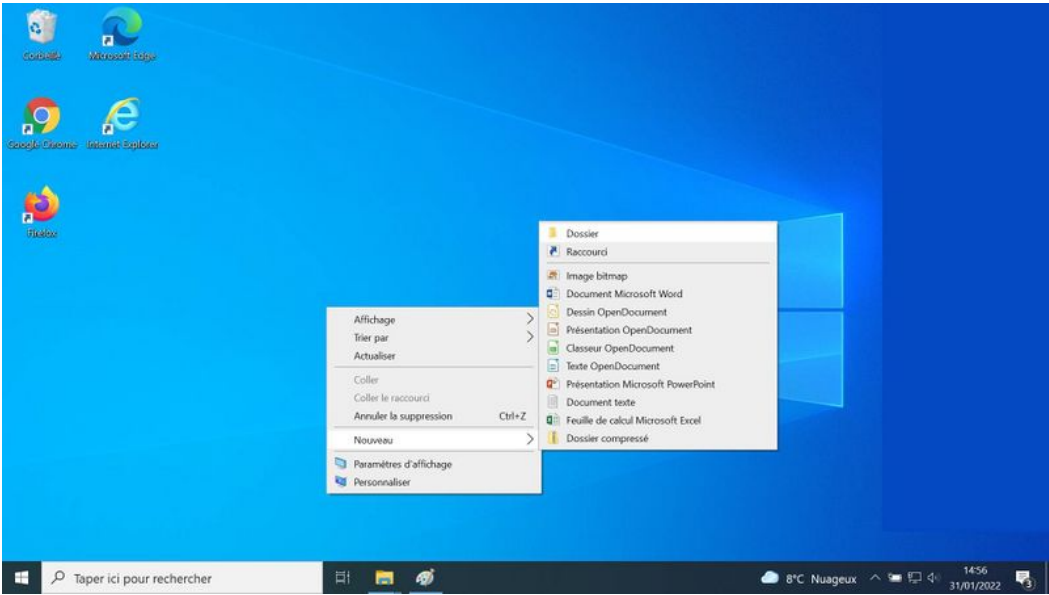 Corbeille
Microsoft Edge
Google Chrome
Internet Explorer
Firefox
Dossier
Raccourci
Image bitmap
Document Microsoft Word
Dessin OpenDocument
Présentation OpenDocument
Classeur OpenDocument
Texte OpenDocument
Présentation Microsoft PowerPoint
Document texte
Feuille de calcul Microsoft Excel
Dossier compressé
Affichage
Trier par
Actualiser
Coller
Coller le raccourci
Annuler la suppression Ctrl+Z
Nouveau
Paramètres d'affichage
Personnaliser
Taper ici pour rechercher
8°C Nuageux
14:56
31/01/2022
3